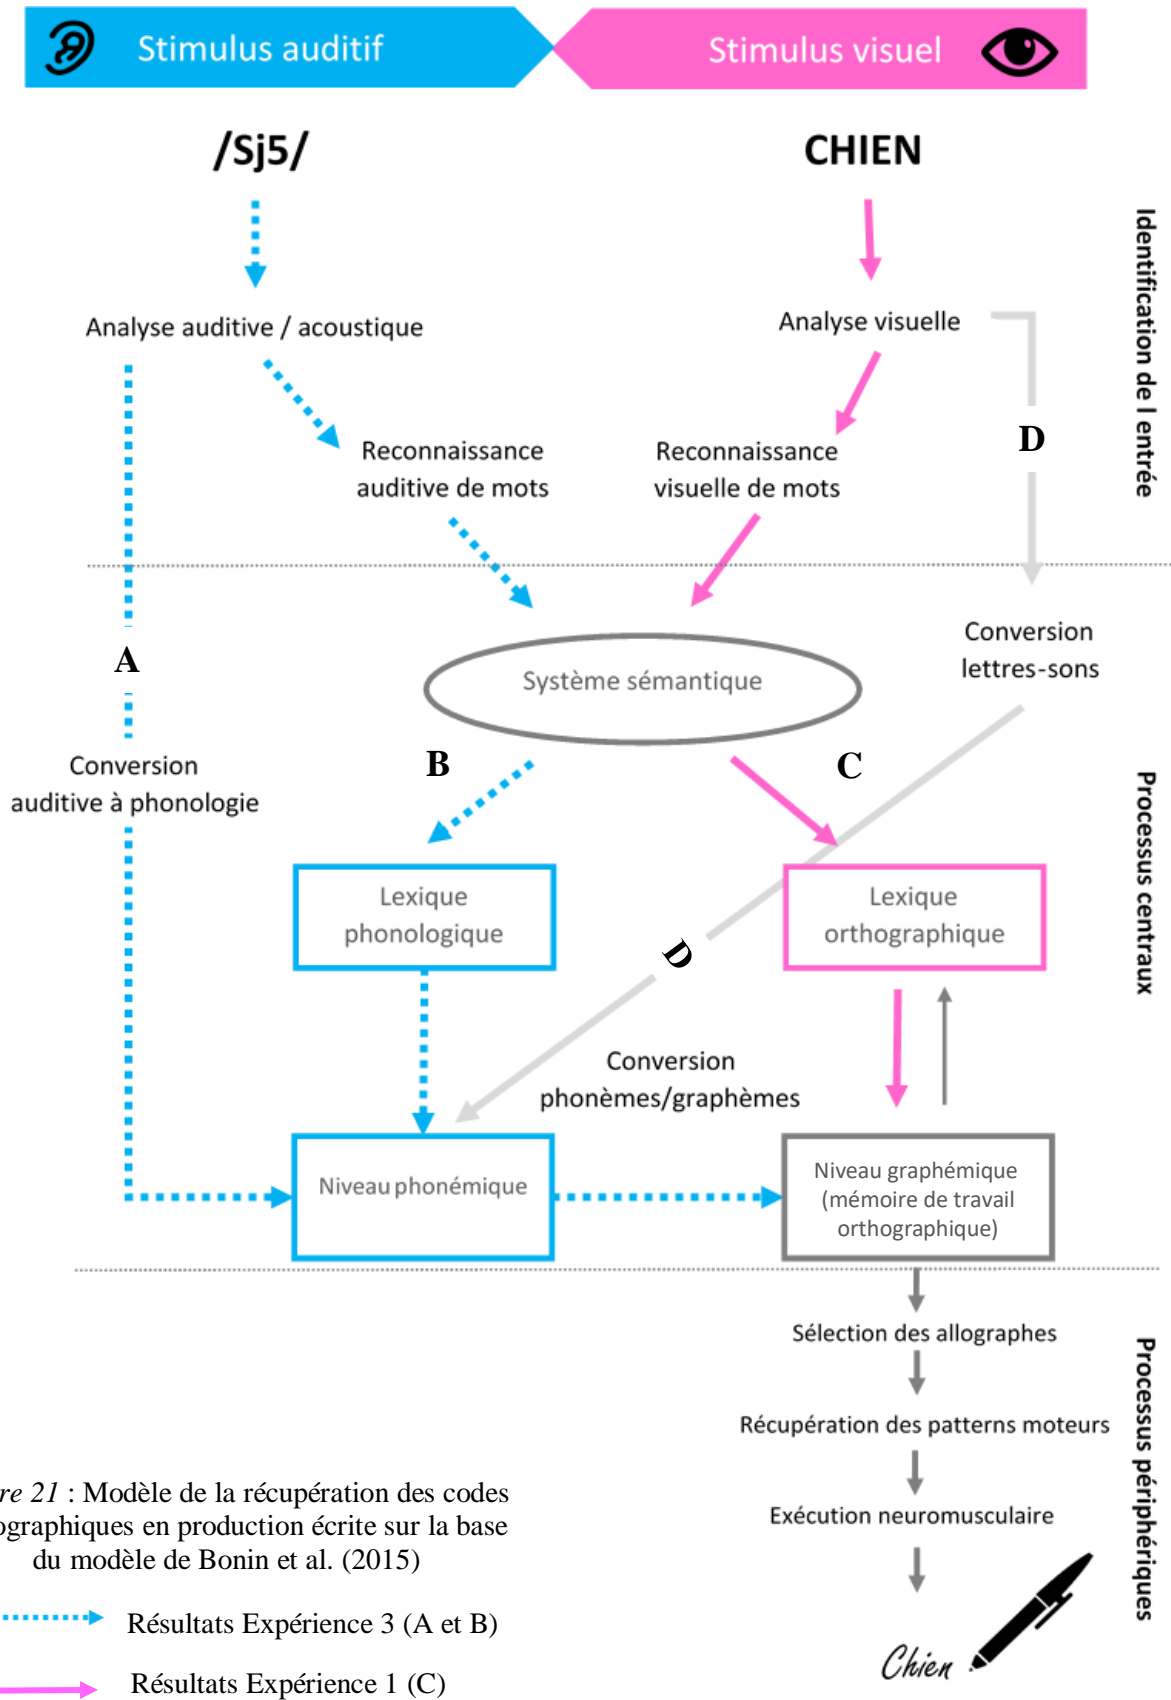 Stimulus auditif
Stimulus visuel
/Sj5/
CHIEN
Identification de l entrée
Analyse auditive / acoustique
Analyse visuelle
D
Reconnaissance
auditive de mots
Reconnaissance
visuelle de mots
A
Conversion
lettres-sons
Système sémantique
B
C
Conversion
auditive à phonologie
Processus centraux
Lexique
phonologique
Lexique
orthographique
D
Conversion
phonèmes/graphèmes
Niveau phonémique
Niveau graphémique
(mémoire de travail
orthographique)
Sélection des allographes
Processus périphériques
Récupération des patterns moteurs
Exécution neuromusculaire
Chien
re 21 : Modèle de la récupération des codes
ographiques en production écrite sur la base
du modèle de Bonin et al. (2015)
Résultats Expérience 3 (A et B)
Résultats Expérience 1 (C)